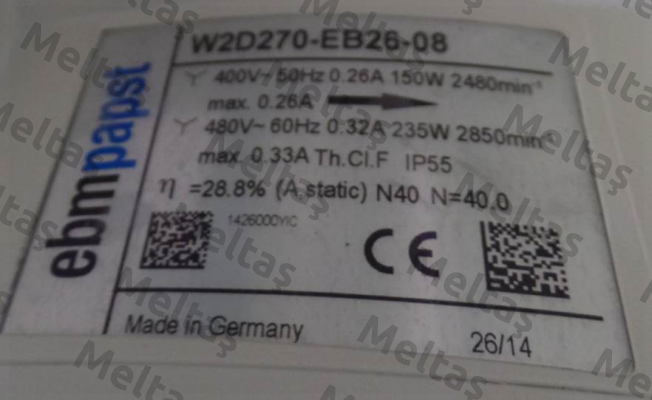 W2D270-EB26-08
ebmpapst
400V~ 50Hz 0.26A 150W 2480min⁻¹
max. 0.26A
480V~ 60Hz 0.32A 235W 2850min⁻¹
max. 0.33A Th.Cl.F IP55
η =28.8% (A,static) N40 N=40.0
1426000YIC
CE
Made in Germany
26/14
Meltaş